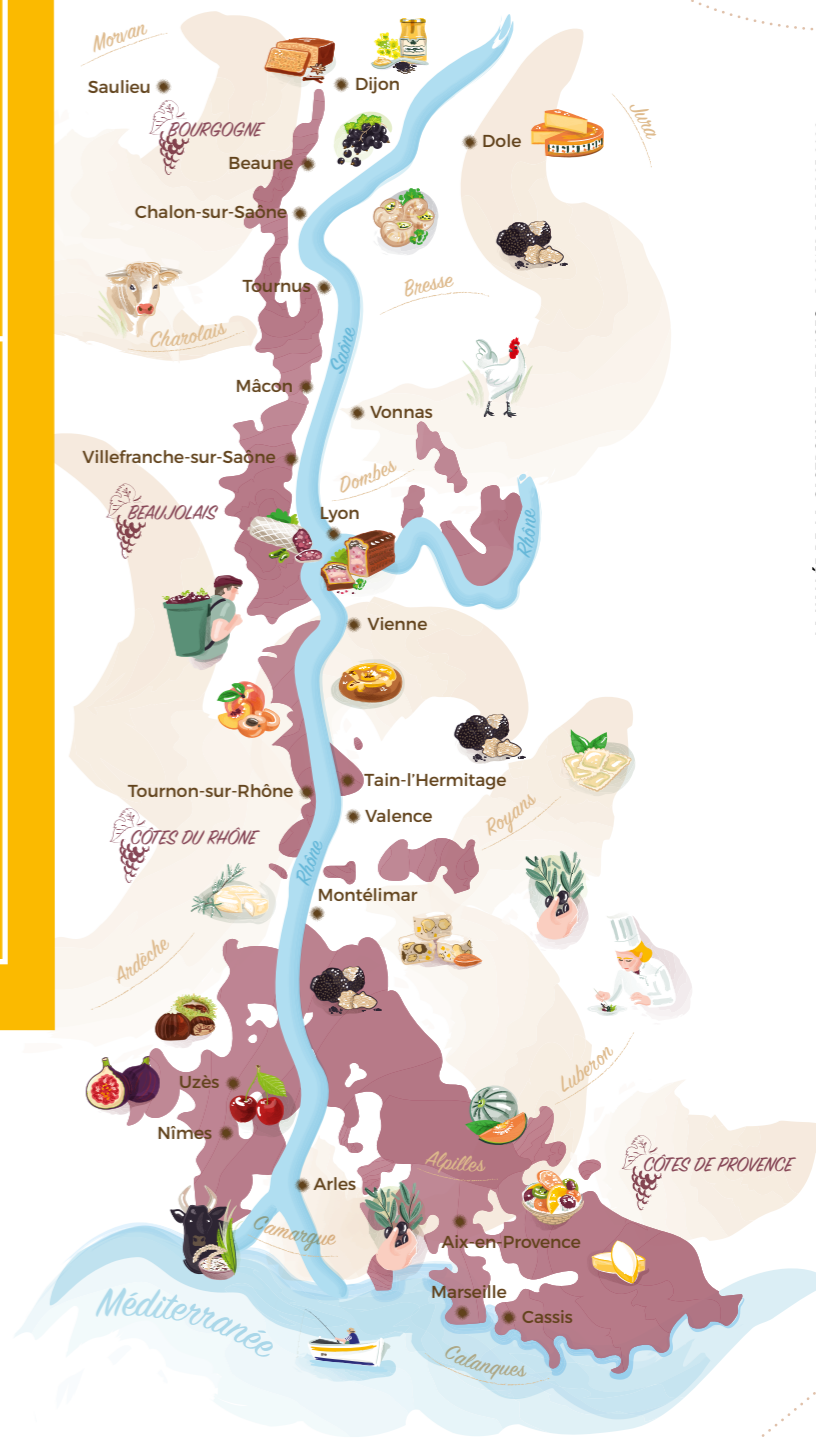 Morvan
Saulieu
Dijon
BOURGOGNE
Jura
Dole
Beaune
Chalon-sur-Saône
Tournus
Bresse
Charolais
Saône
Mâcon
Vonnas
Villefranche-sur-Saône
Dombes
BEAUJOLAIS
Lyon
Rhône
Vienne
Tain-l'Hermitage
Tournon-sur-Rhône
Valence
Royans
CÔTES DU RHÔNE
Rhône
Montélimar
Ardèche
Luberon
Uzès
Nîmes
Alpilles
CÔTES DE PROVENCE
Arles
Camargue
Aix-en-Provence
Méditerranée
Marseille
Cassis
Calanques